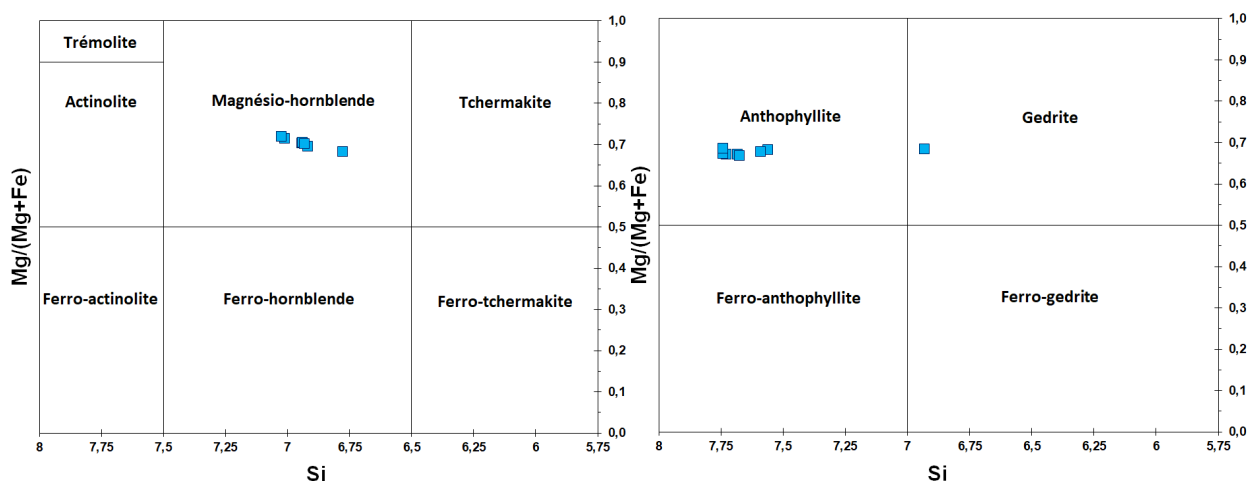 Trémolite
Actinolite
Magnésio-hornblende
Tchermakite
Ferro-actinolite
Ferro-hornblende
Ferro-tchermakite
Mg/(Mg+Fe)
1,0
0,9
0,8
0,7
0,6
0,5
0,4
0,3
0,2
0,1
0,0
8 7,75 7,5 7,25 7 6,75 6,5 6,25 6 5,75
Si
Anthophyllite
Gedrite
Ferro-anthophyllite
Ferro-gedrite
Mg/(Mg+Fe)
1,0
0,9
0,8
0,7
0,6
0,5
0,4
0,3
0,2
0,1
0,0
8 7,75 7,5 7,25 7 6,75 6,5 6,25 6 5,75
Si